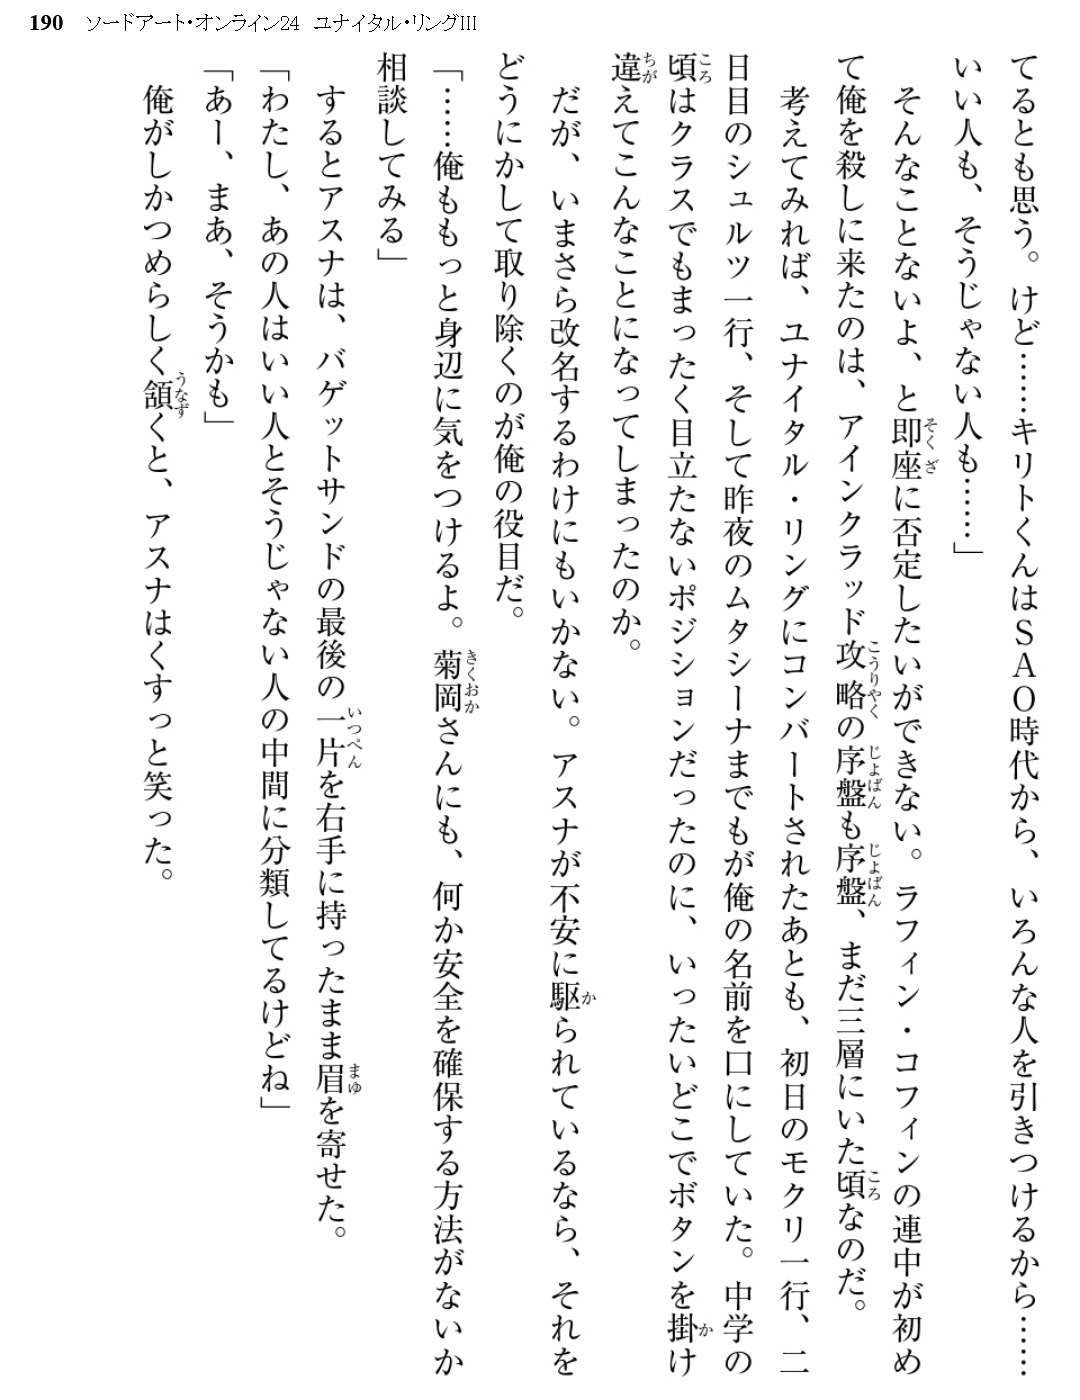 190 ソードアート・オンライン24 ユナイタル・リングIII
てるとも思う。けど……キリトくんはＳＡＯ時代から、いろんな人を引きつけるから……
いい人も、そうじゃない人も……」
そんなことないよ、と即座に否定したいができない。ラフィン・コフィンの連中が初め
て俺を殺しに来たのは、アインクラッド攻略の序盤も序盤、まだ三層にいた頃なのだ。
考えてみれば、ユナイタル・リングにコンバートされたあとも、初日のモクリ一行、二
日目のシュルツ一行、そして昨夜のムタシーナまでもが俺の名前を口にしていた。中学の
頃はクラスでもまったく目立たないポジションだったのに、いったいどこでボタンを掛け
違えてこんなことになってしまったのか。
だが、いまさら改名するわけにもいかない。アスナが不安に駆られているなら、それを
どうにかして取り除くのが俺の役目だ。
「……俺ももっと身辺に気をつけるよ。菊岡さんにも、何か安全を確保する方法がないか
相談してみる」
するとアスナは、バゲットサンドの最後の一片を右手に持ったまま眉を寄せた。
「わたし、あの人はいい人とそうじゃない人の中間に分類してるけどね」
「あー、まあ、そうかも」
俺がしかつめらしく頷くと、アスナはくすっと笑った。